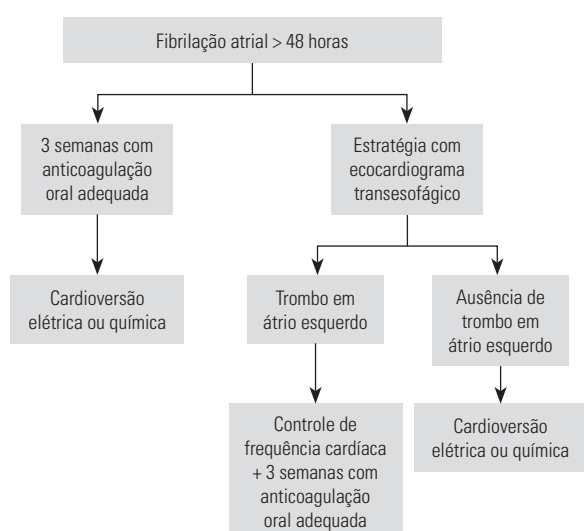 Fibrilação atrial > 48 horas
3 semanas com
anticoagulação
oral adequada
Estratégia com
ecocardiograma
transesofágico
Cardioversão
elétrica ou química
Trombo em
átrio esquerdo
Ausência de
trombo em
átrio esquerdo
Controle de
frequência cardíaca
+ 3 semanas com
anticoagulação
oral adequada
Cardioversão
elétrica ou química